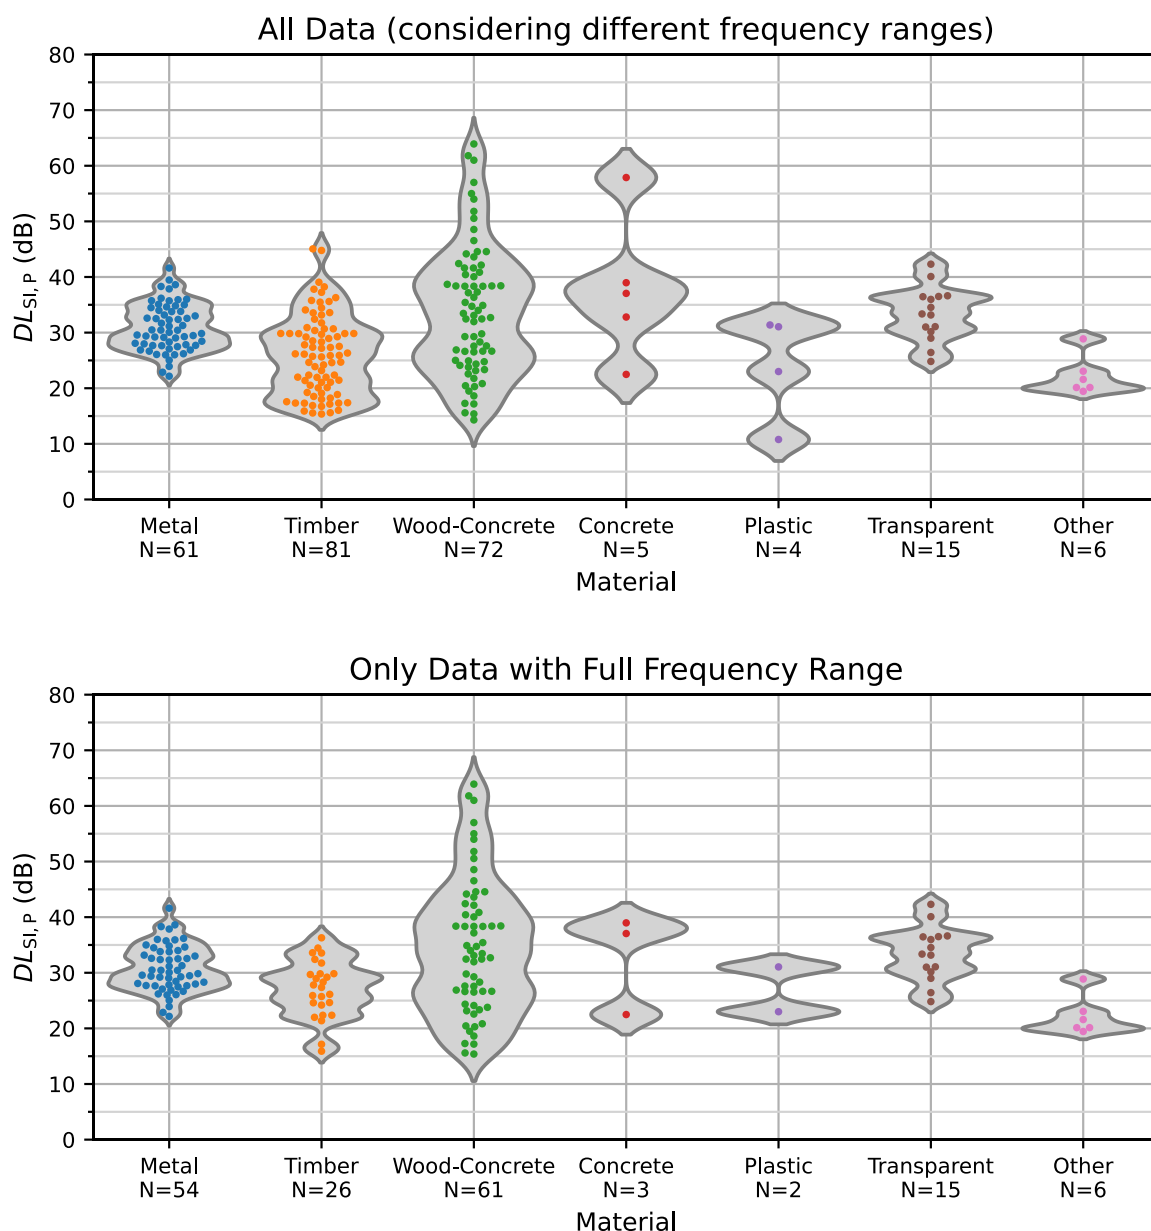 All Data (considering different frequency ranges)
80
70
60
50
40
30
20
10
0
DL_SI, P (dB)
Metal Timber Wood-Concrete Concrete Plastic Transparent Other
N=61 N=81 N=72 N=5 N=4 N=15 N=6
Material
Only Data with Full Frequency Range
80
70
60
50
40
30
20
10
0
DL_SI, P (dB)
Metal Timber Wood-Concrete Concrete Plastic Transparent Other
N=54 N=26 N=61 N=3 N=2 N=15 N=6
Material